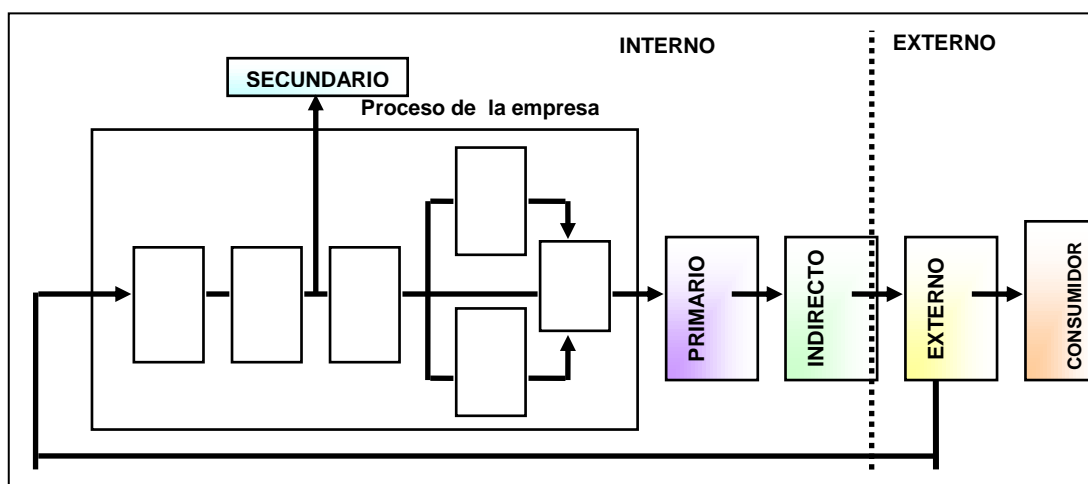 INTERNO
EXTERNO
SECUNDARIO
Proceso de la empresa
PRIMARIO
INDIRECTO
EXTERNO
CONSUMIDOR